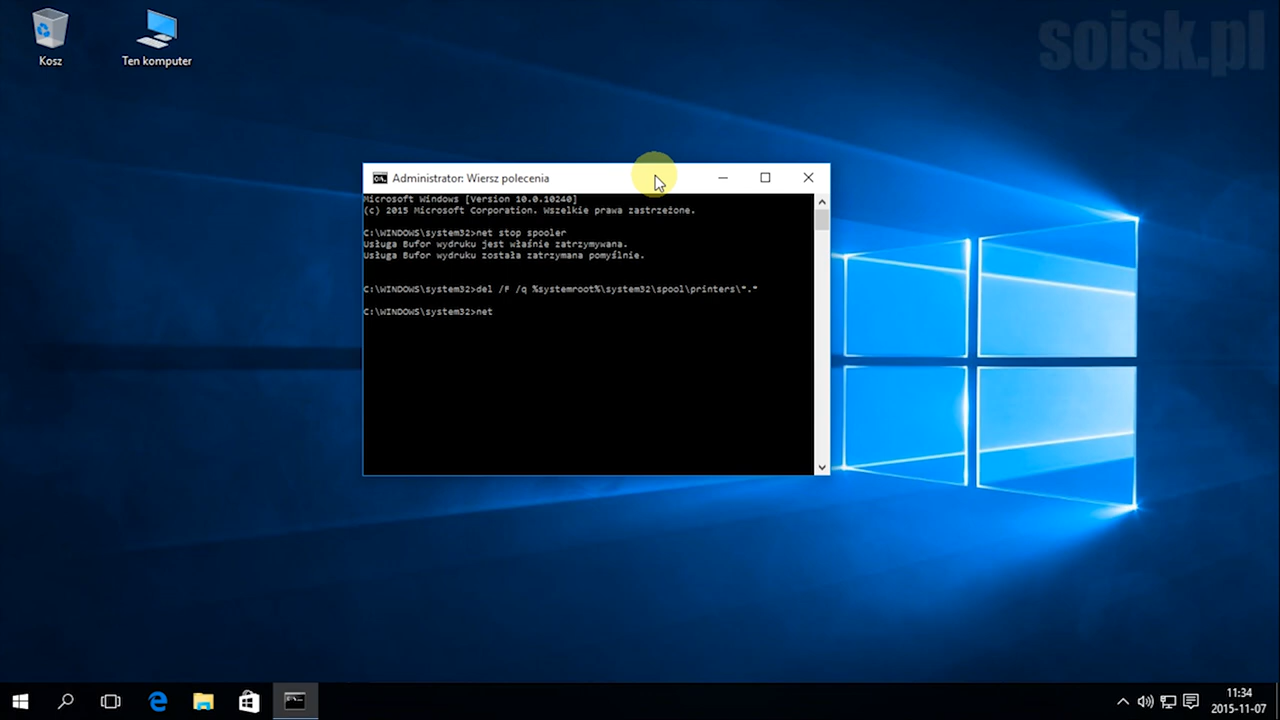 soisk.pl
Kosz
Ten komputer
Administrator: Wiersz polecenia
Microsoft Windows [Version 10.0.10240]
(c) 2015 Microsoft Corporation. Wszelkie prawa zastrzeżone.
C:\WINDOWS\system32>net stop spooler
Usługa Bufor wydruku jest właśnie zatrzymywana.
Usługa Bufor wydruku została zatrzymana pomyślnie.
C:\WINDOWS\system32>del /F /q %systemroot%\system32\spool\printers\*.*
C:\WINDOWS\system32>net
11:34
2015-11-07